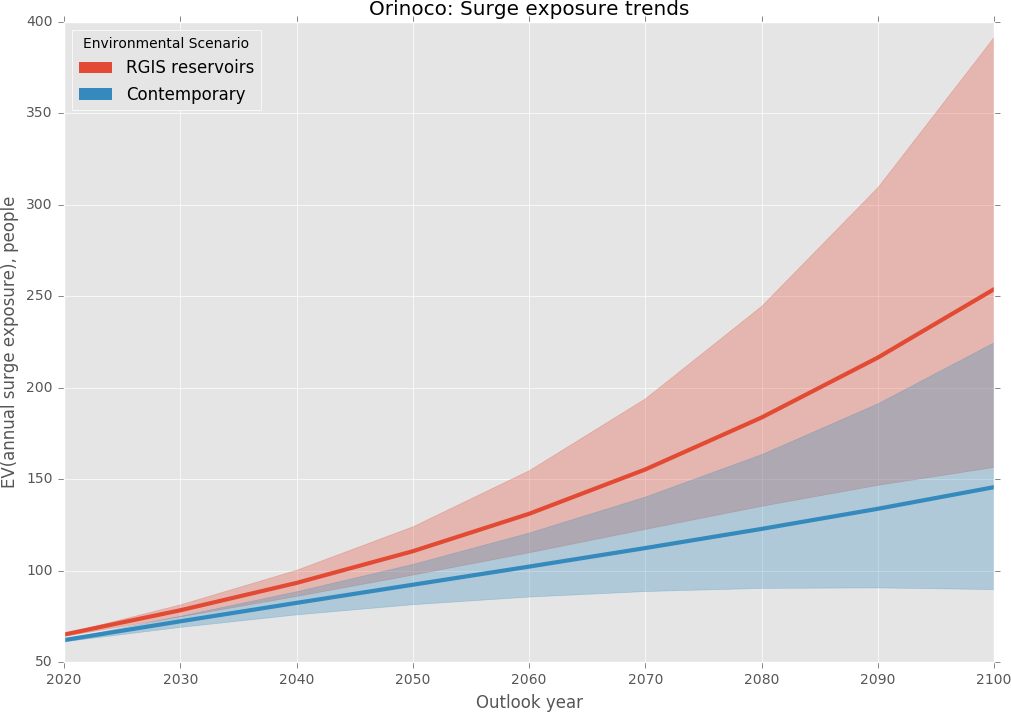 Orinoco: Surge exposure trends
400
350
300
250
200
150
100
50
EV(annual surge exposure), people
Environmental Scenario
RGIS reservoirs
Contemporary
2020 2030 2040 2050 2060 2070 2080 2090 2100
Outlook year